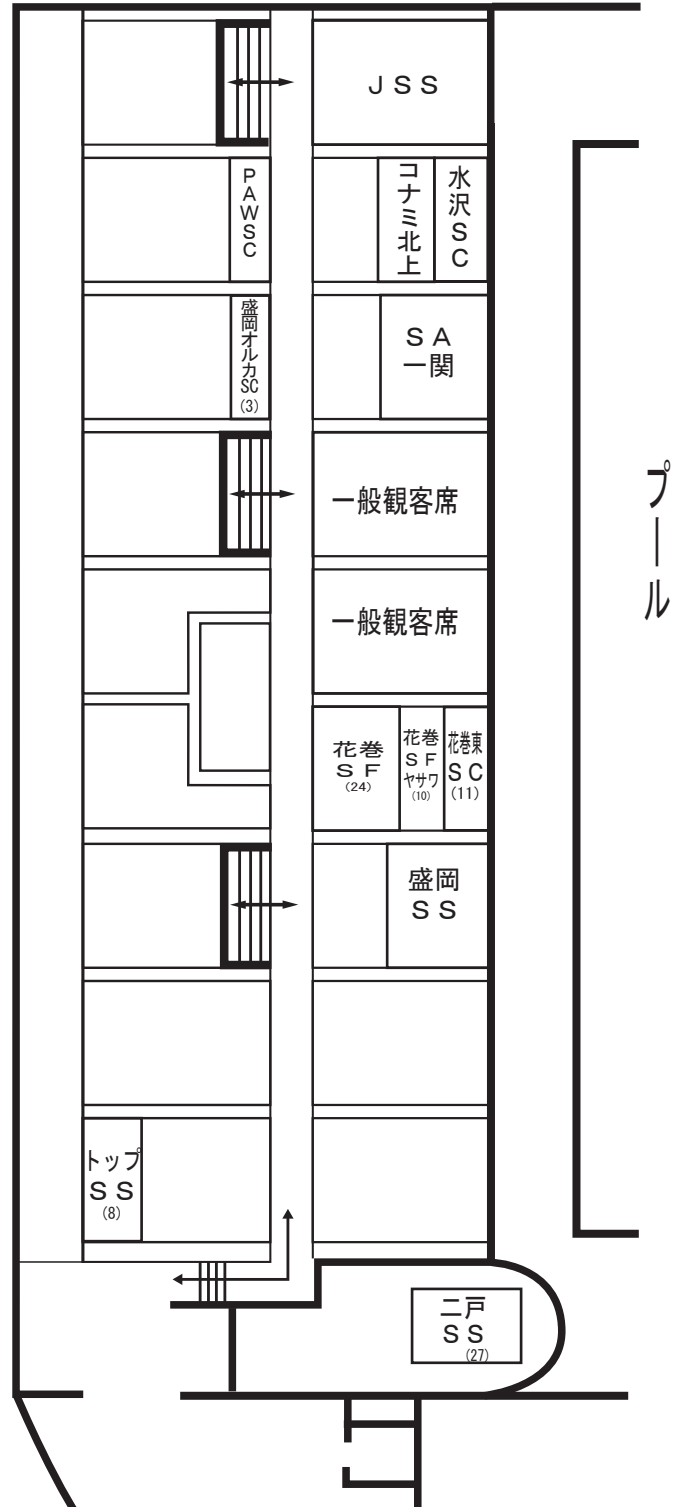 ＪＳＳ
PAWSC
コナミ北上
水沢ＳＣ
盛岡オルカSC
(3)
ＳＡ
一関
プール
一般観客席
一般観客席
花巻
ＳＦ
(24)
花巻
ＳＦ
ヤサワ
(10)
花巻東
ＳＣ
(11)
盛岡
ＳＳ
トップ
ＳＳ
(8)
二戸
ＳＳ
(27)